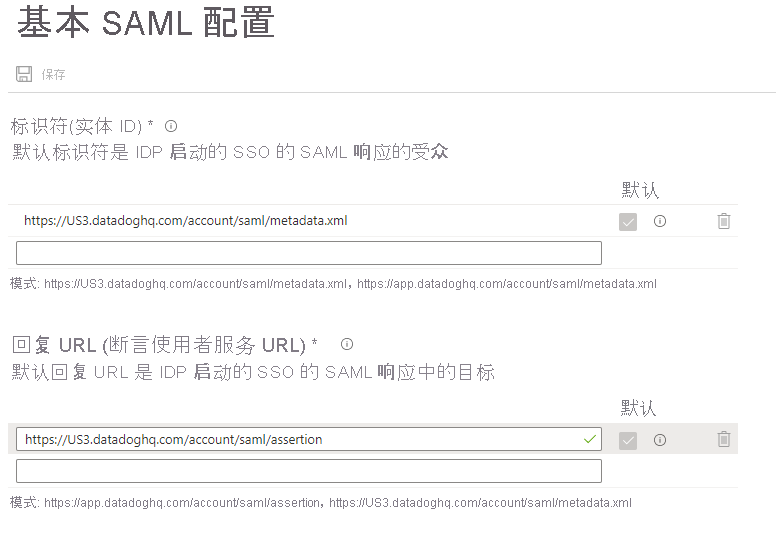 基本 SAML 配置
保存
标识符(实体 ID) *
默认标识符是 IDP 启动的 SSO 的 SAML 响应的受众
默认
https://US3.datadoghq.com/account/saml/metadata.xml
模式: https://US3.datadoghq.com/account/saml/metadata.xml，https://app.datadoghq.com/account/saml/metadata.xml
回复 URL (断言使用者服务 URL) *
默认回复 URL 是 IDP 启动的 SSO 的 SAML 响应中的目标
默认
https://US3.datadoghq.com/account/saml/assertion
模式: https://app.datadoghq.com/account/saml/assertion，https://US3.datadoghq.com/account/saml/metadata.xml